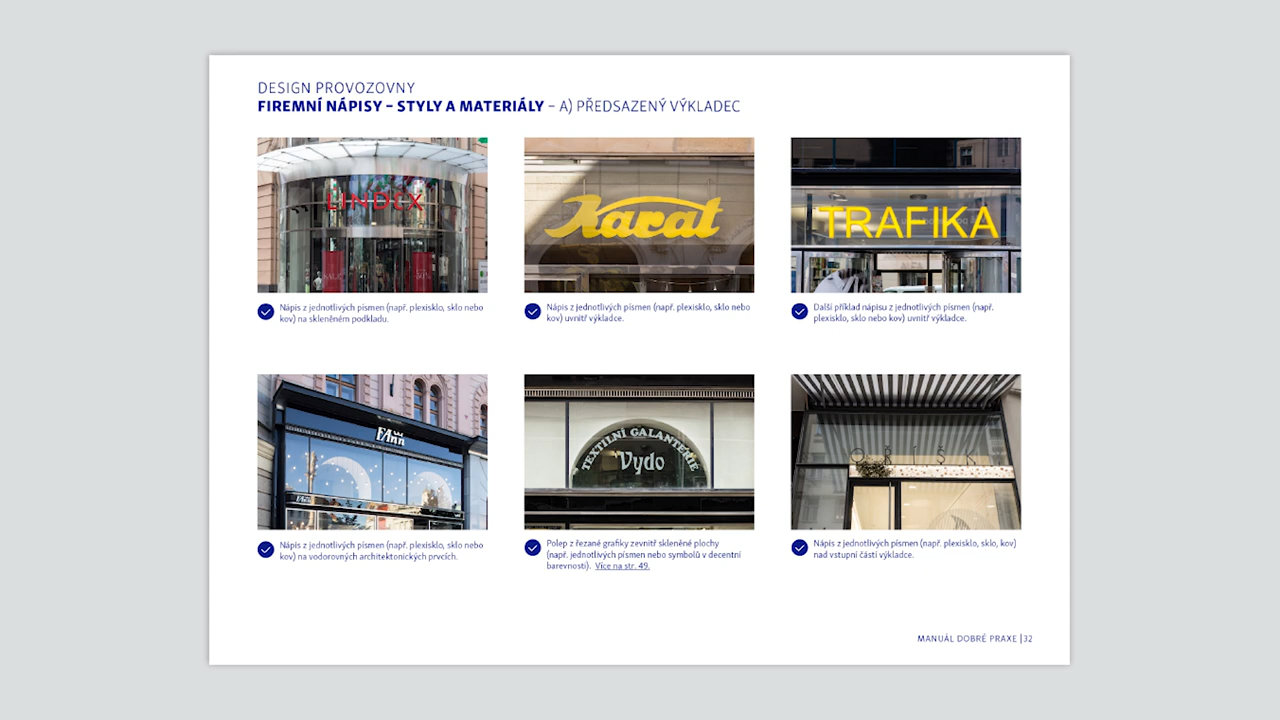 DESIGN PROVOZOVNY
FIREMNÍ NÁPISY – STYLY A MATERIÁLY – A) PŘEDSAZENÝ VÝKLADEC
LINDEX
Karat
TRAFIKA
Nápis z jednotlivých písmen (např. plexisklo, sklo nebo
kov) na skleněném podkladu.
Nápis z jednotlivých písmen (např. plexisklo, sklo nebo
kov) uvnitř výkladce.
Další příklad nápisu z jednotlivých písmen (např.
plexisklo, sklo nebo kov) uvnitř výkladce.
FAnn
FAnn
TEXTILNÍ GALANTERIE
Vydo
OŘÍŠK
Nápis z jednotlivých písmen (např. plexisklo, sklo nebo
kov) na vodorovných architektonických prvcích.
Polep z řezané grafiky zevnitř skleněné plochy
(např. jednotlivých písmen nebo symbolů v decentní
barevnosti). Více na str. 49.
Nápis z jednotlivých písmen (např. plexisklo, sklo, kov)
nad vstupní částí výkladce.
MANUÁL DOBRÉ PRAXE | 32